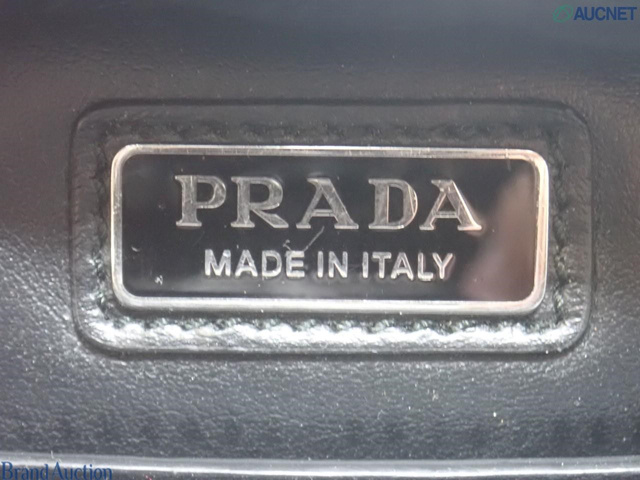 AUCNET
PRADA
MADE IN ITALY
Brand Auction